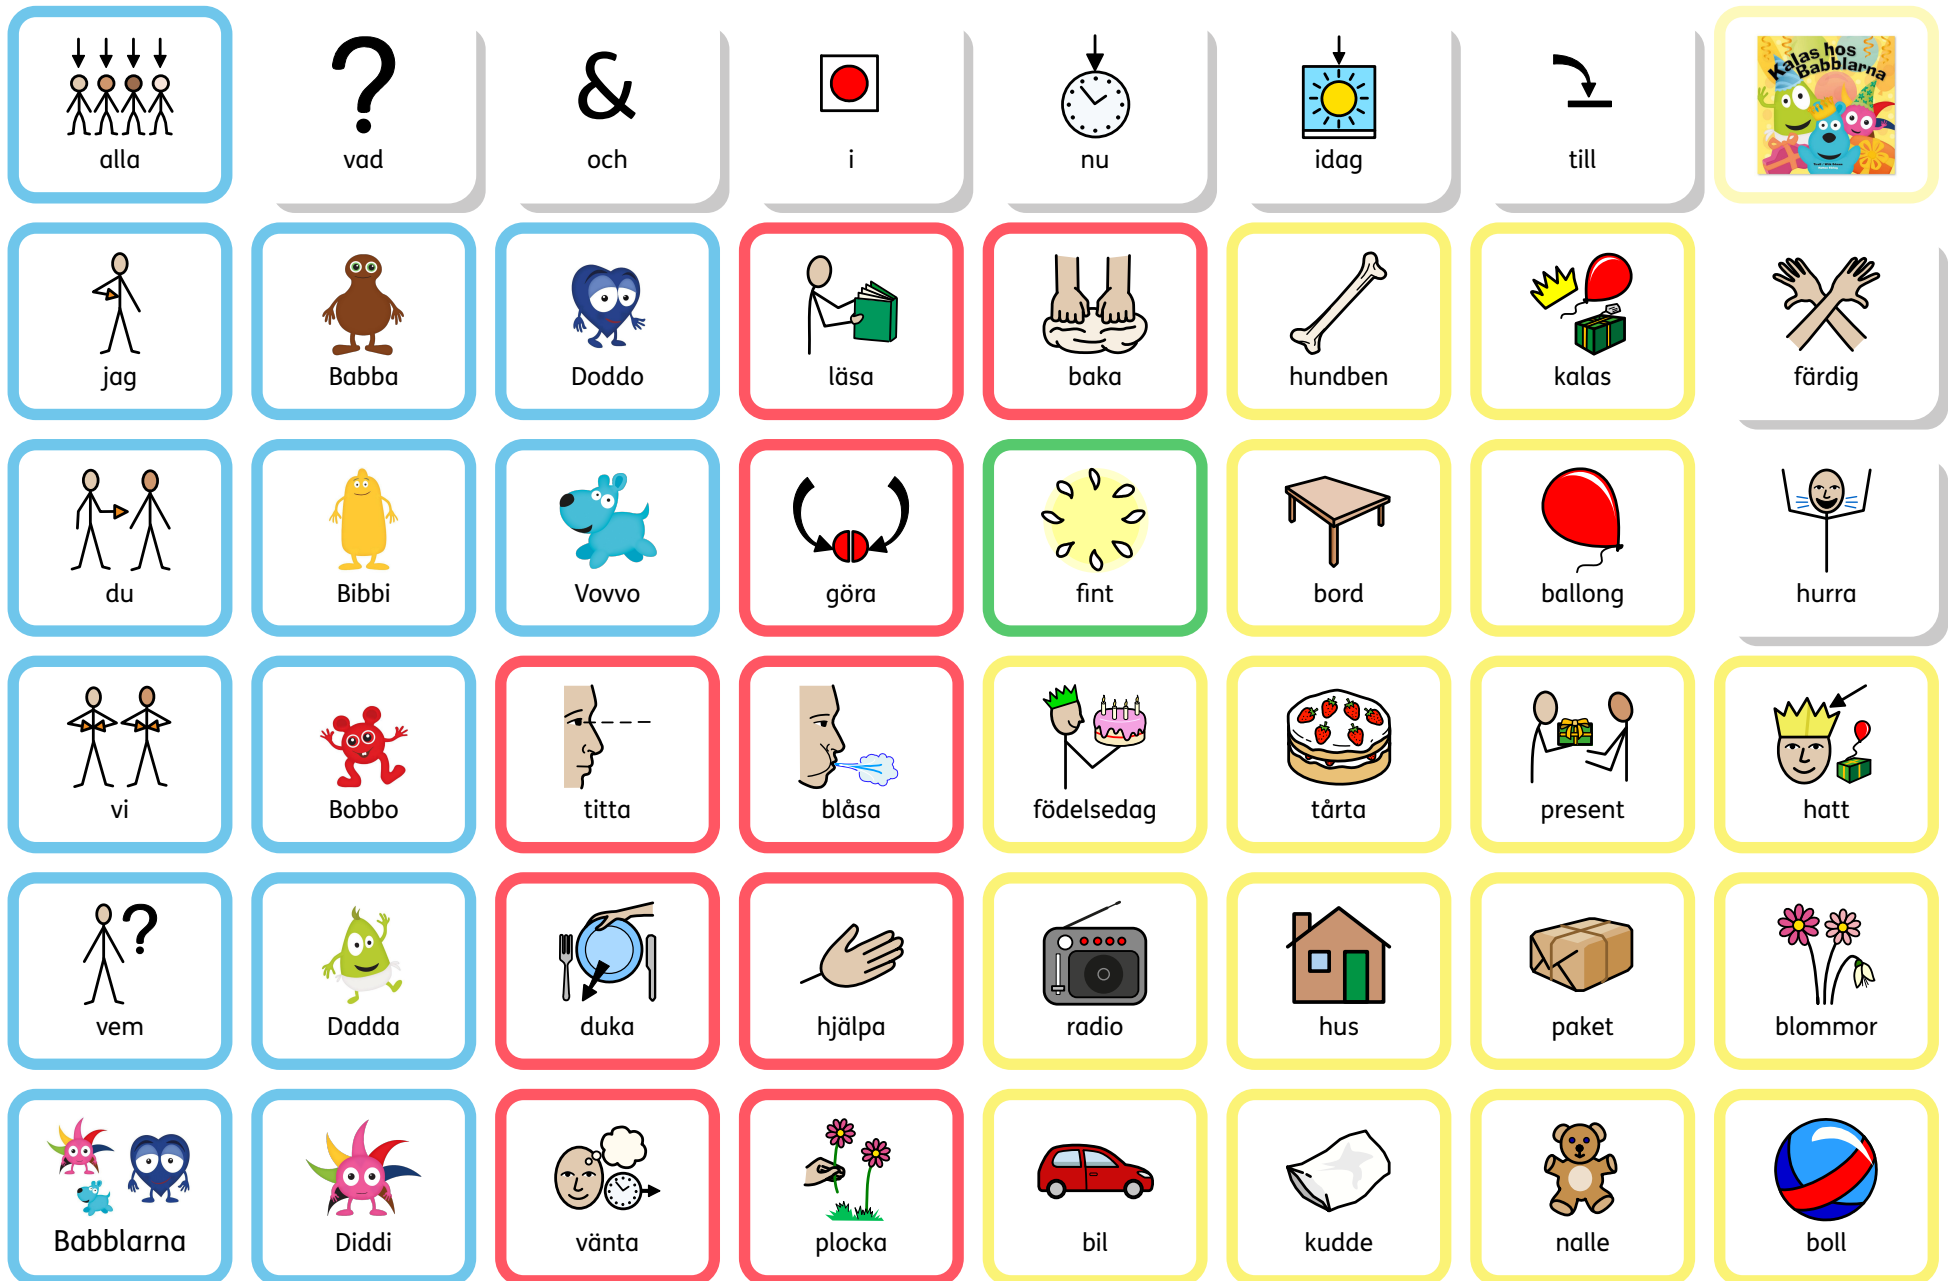 alla
vad
&
och
i
nu
idag
till
Kalas hos
Babblarna
jag
Babba
Doddo
läsa
baka
hundben
kalas
färdig
du
Bibbi
Vovvo
göra
fint
bord
ballong
hurra
vi
Bobbo
titta
blåsa
födelsedag
tårta
present
hatt
vem
Dadda
duka
hjälpa
radio
hus
paket
blommor
Babblarna
Diddi
vänta
plocka
bil
kudde
nalle
boll